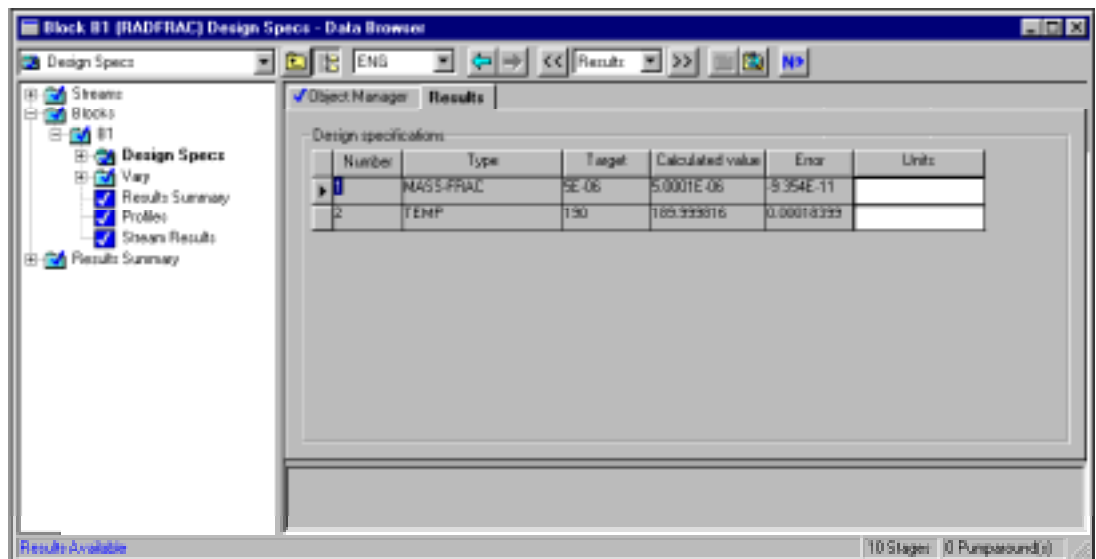 Block B1 (RADFRAC) Design Specs - Data Browser
Design Specs ENG << Results >> N>
Streams
Blocks
B1
Design Specs
Vary
Results Summary
Profiles
Stream Results
Results Summary
Object Manager Results
Design specifications
Number Type Target Calculated value Error Units
1 MASS-FRAC 5E-06 5.0001E-06 -9.354E-11
2 TEMP 190 189.999816 0.00018399
Results Available 10 Stages 0 Pumparound(s)